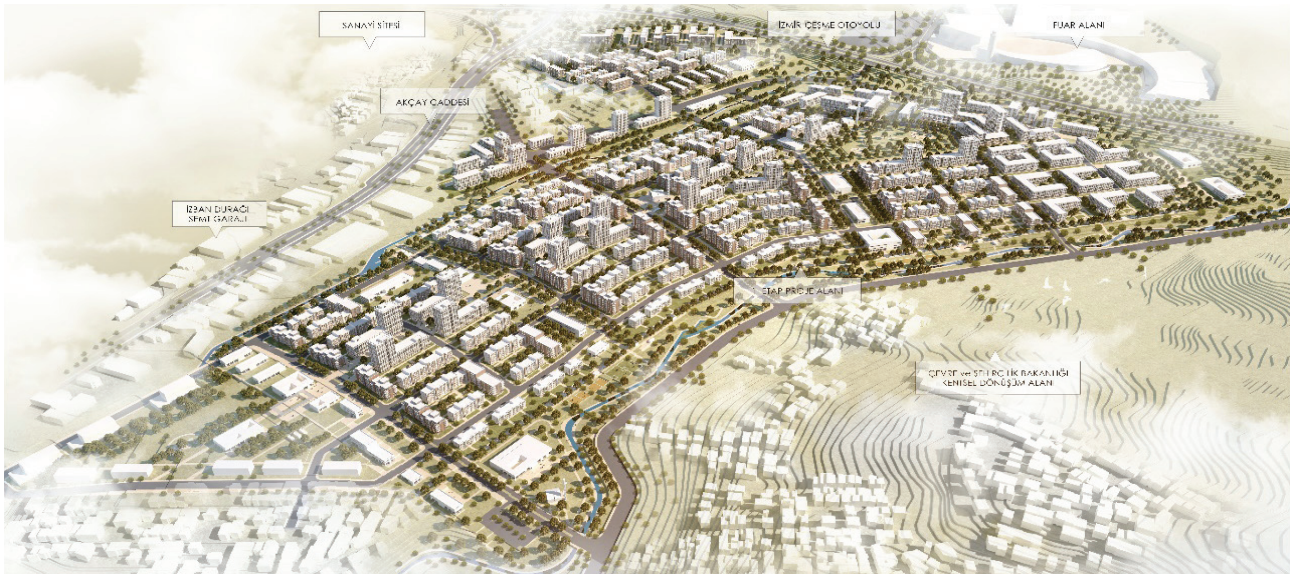 SANAYİ SİTESİ
İZMİR ÇEŞME OTOYOLU
FUAR ALANI
AKÇAY CADDESİ
İZBAN DURAĞI
SEMT GARAJI
ETAP PROJE ALANI
ÇEVRE ve ŞEHİRCİLİK BAKANLIĞI
KENTSEL DÖNÜŞÜM ALANI